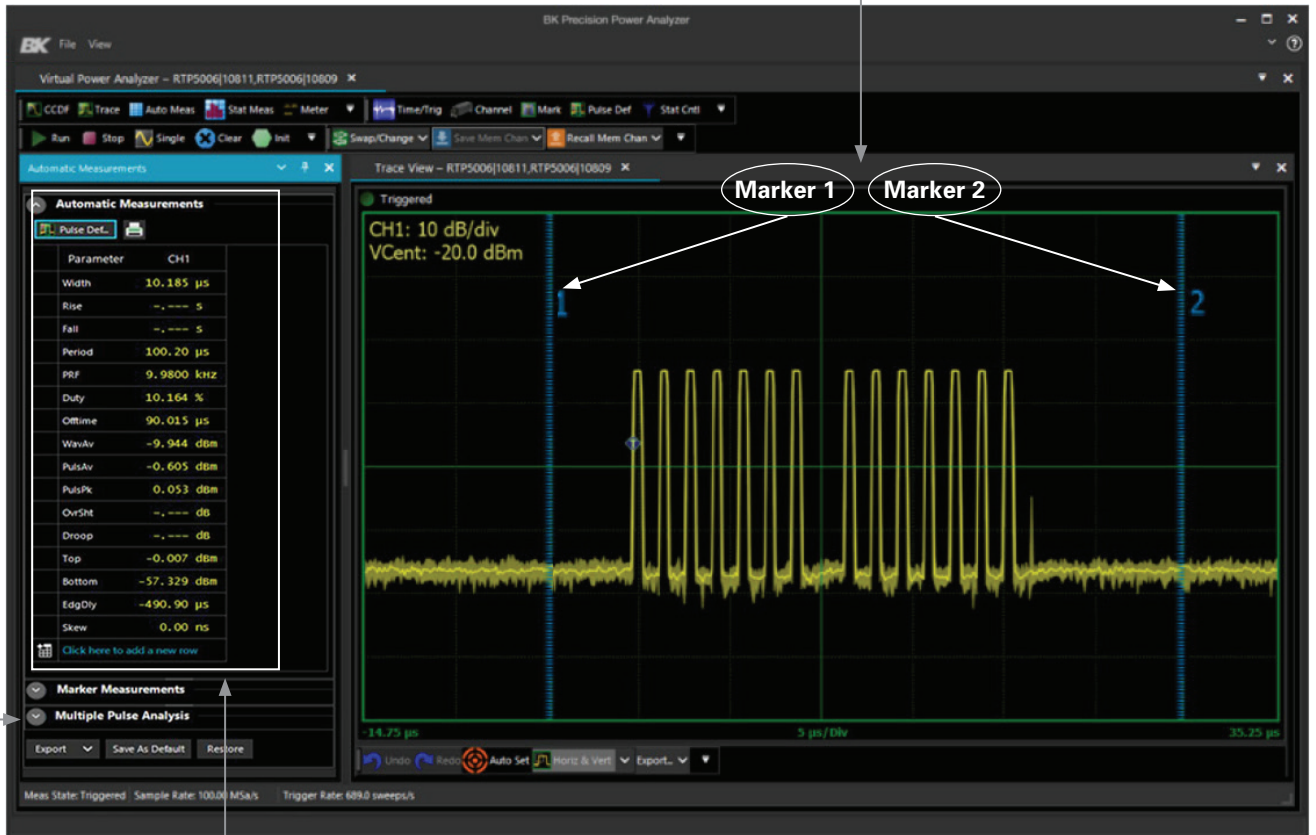 BK Precision Power Analyzer
BK File View
Virtual Power Analyzer – RTP5006|10811,RTP5006|10809
CCDF Trace Auto Meas Stat Meas Meter Time/Trig Channel Mark Pulse Def Stat Cntl
Run Stop Single Clear Init Swap/Change Save Mem Chan Recall Mem Chan
Automatic Measurements
Trace View – RTP5006|10811,RTP5006|10809
Automatic Measurements
Pulse Def..
Parameter CH1
Width 10.185 µs
Rise -.--- s
Fall -.--- s
Period 100.20 µs
PRF 9.9800 kHz
Duty 10.164 %
Offtime 90.015 µs
WavAv -9.944 dBm
PulsAv -0.605 dBm
PulsPk 0.053 dBm
OvrSht -.--- dB
Droop -.--- dB
Top -0.007 dBm
Bottom -57.329 dBm
EdgDly -490.90 µs
Skew 0.00 ns
Click here to add a new row
Marker Measurements
Multiple Pulse Analysis
Export Save As Default Restore
Triggered
CH1: 10 dB/div
VCent: -20.0 dBm
Marker 1 Marker 2
1 2
T
-14.75 µs 5 µs/Div 35.25 µs
Undo Redo Auto Set Horiz & Vert Export..
Meas State: Triggered Sample Rate: 100.00 MSa/s Trigger Rate: 689.0 sweeps/s